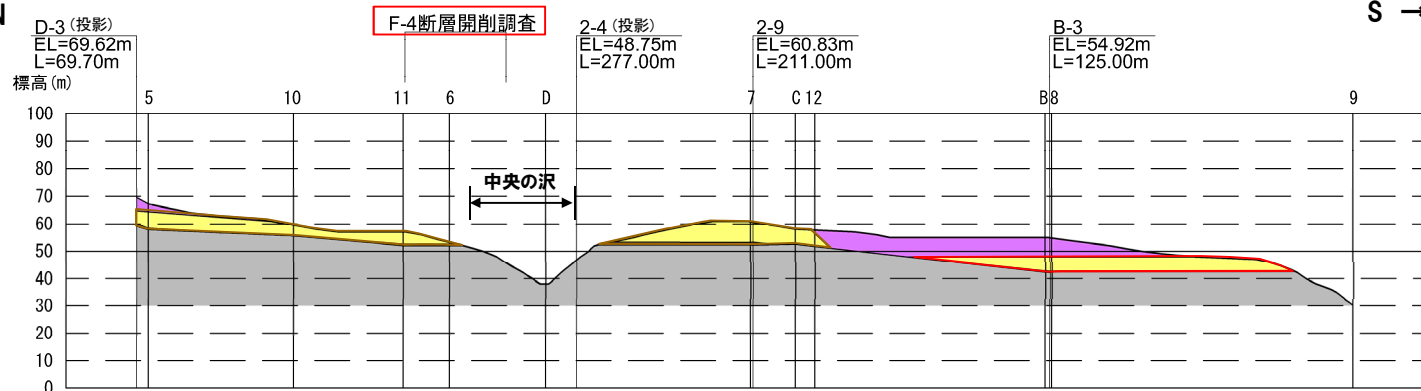 N
S →
D-3 (投影)
EL=69.62m
L=69.70m
F-4断層開削調査
2-4 (投影)
EL=48.75m
L=277.00m
2-9
EL=60.83m
L=211.00m
B-3
EL=54.92m
L=125.00m
標高(m)
5 10 11 6 D 7 C 12 B 8 9
100
90
80
70
60
50
40
30
20
10
0
中央の沢